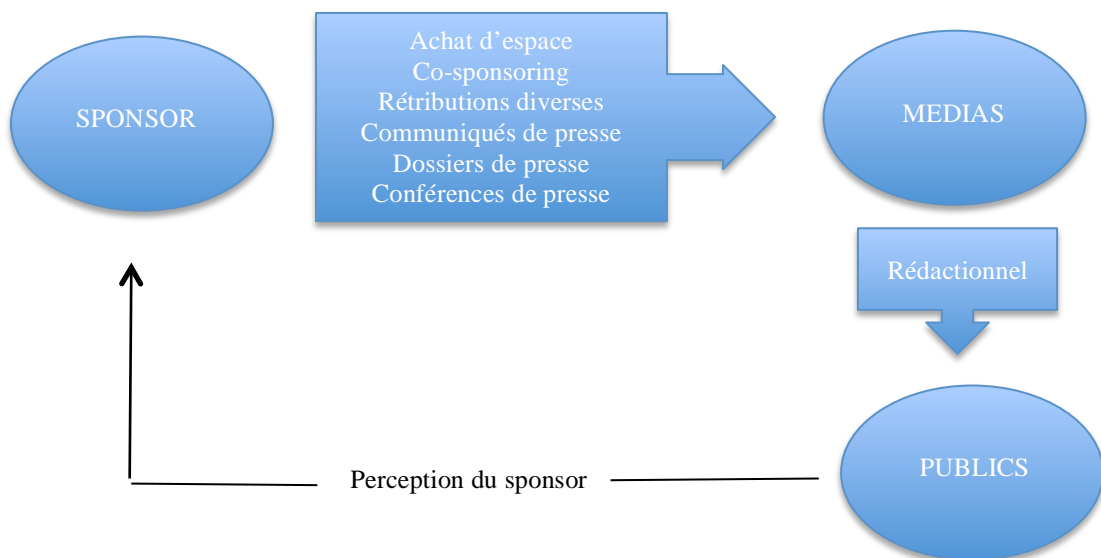 SPONSOR
Achat d’espace
Co-sponsoring
Rétributions diverses
Communiqués de presse
Dossiers de presse
Conférences de presse
MEDIAS
Rédactionnel
PUBLICS
Perception du sponsor